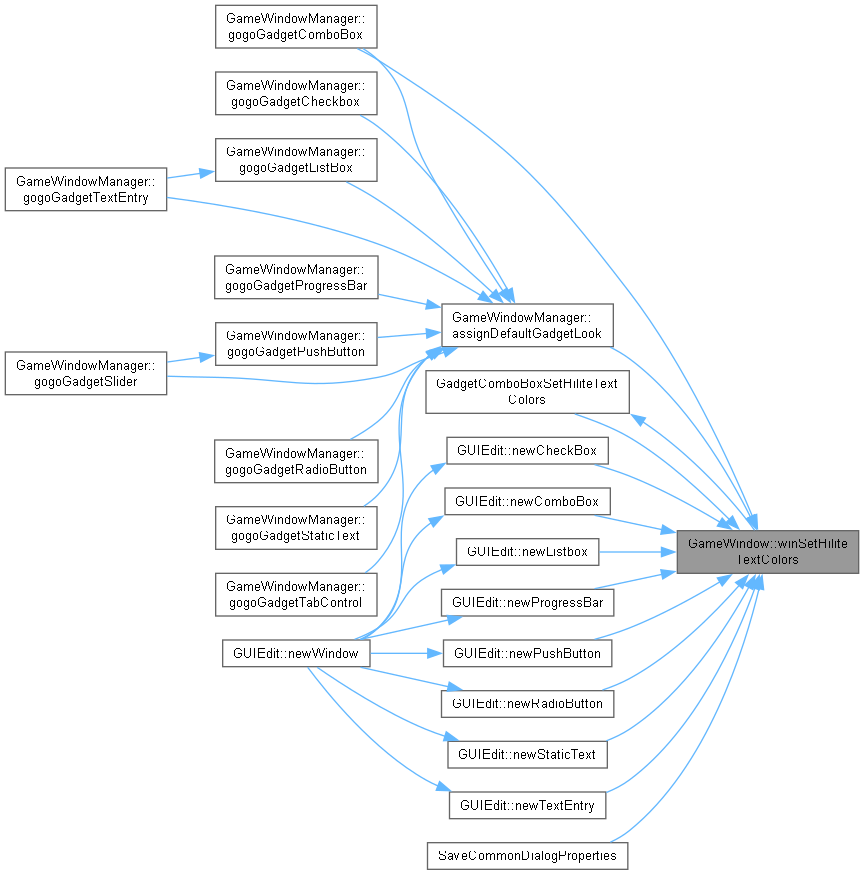 GameWindowManager::
gogoGadgetComboBox
GameWindowManager::
gogoGadgetCheckbox
GameWindowManager::
gogoGadgetListBox
GameWindowManager::
gogoGadgetTextEntry
GameWindowManager::
gogoGadgetProgressBar
GameWindowManager::
assignDefaultGadgetLook
GameWindowManager::
gogoGadgetPushButton
GameWindowManager::
gogoGadgetSlider
GadgetComboBoxSetHiliteText
Colors
GameWindowManager::
gogoGadgetRadioButton
GUIEdit::newCheckBox
GUIEdit::newComboBox
GameWindowManager::
gogoGadgetStaticText
GameWindow::winSetHilite
TextColors
GUIEdit::newListbox
GameWindowManager::
gogoGadgetTabControl
GUIEdit::newProgressBar
GUIEdit::newWindow
GUIEdit::newPushButton
GUIEdit::newRadioButton
GUIEdit::newStaticText
GUIEdit::newTextEntry
SaveCommonDialogProperties